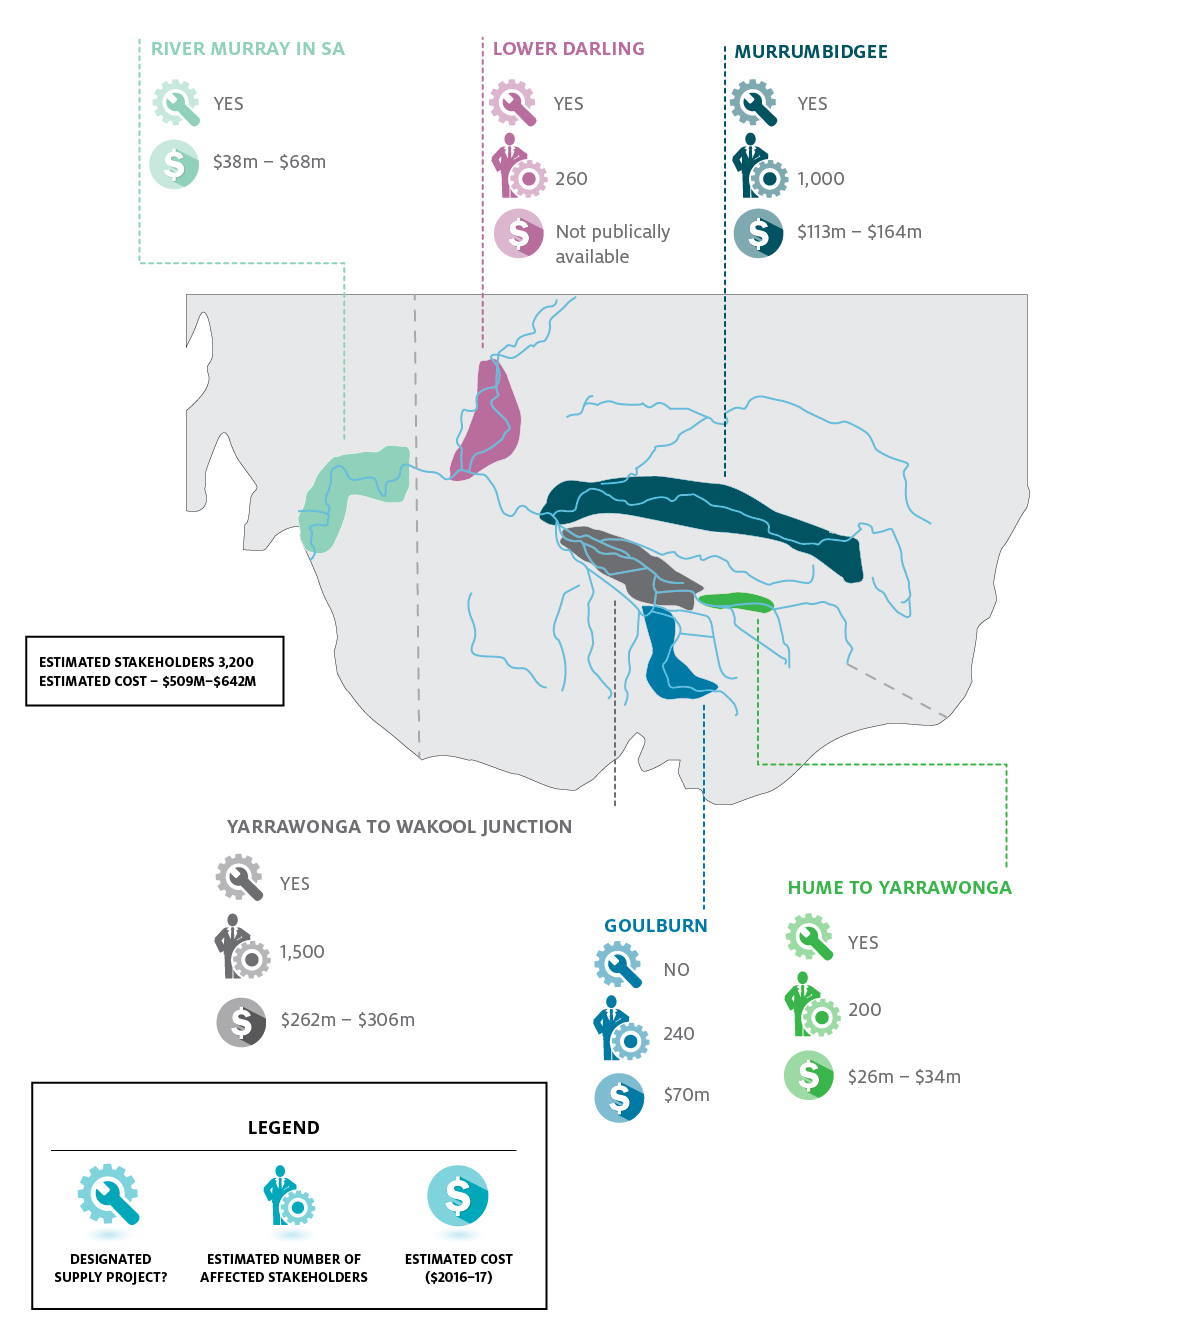 RIVER MURRAY IN SA
YES
$38m – $68m
LOWER DARLING
YES
260
Not publically
available
MURRUMBIDGEE
YES
1,000
$113m – $164m
ESTIMATED STAKEHOLDERS 3,200
ESTIMATED COST – $509M–$642M
YARRAWONGA TO WAKOOL JUNCTION
YES
1,500
$262m – $306m
GOULBURN
NO
240
$70m
HUME TO YARRAWONGA
YES
200
$26m – $34m
LEGEND
DESIGNATED
SUPPLY PROJECT?
ESTIMATED NUMBER OF
AFFECTED STAKEHOLDERS
ESTIMATED COST
($2016–17)